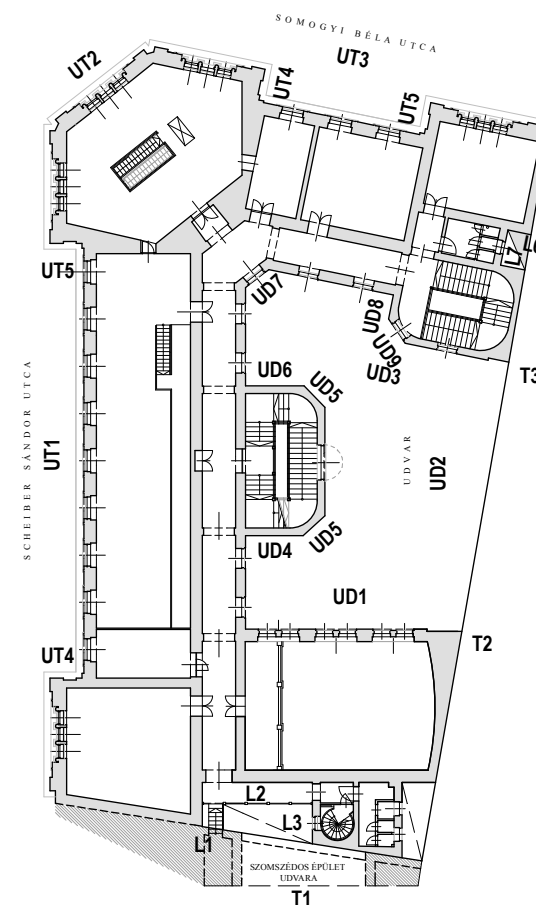 SOMOGYI BÉLA UTCA
UT2
UT3
UT4
UT5
L7
L6
UT5
UD7
UD8
UD9
UD3
T3
UD6
UD5
SCHEIBER SÁNDOR UTCA
UT1
UDVAR
UD2
UD4
UD5
UD1
UT4
T2
L2
L3
L1
SZOMSZÉDOS ÉPÜLET
UDVARA
T1